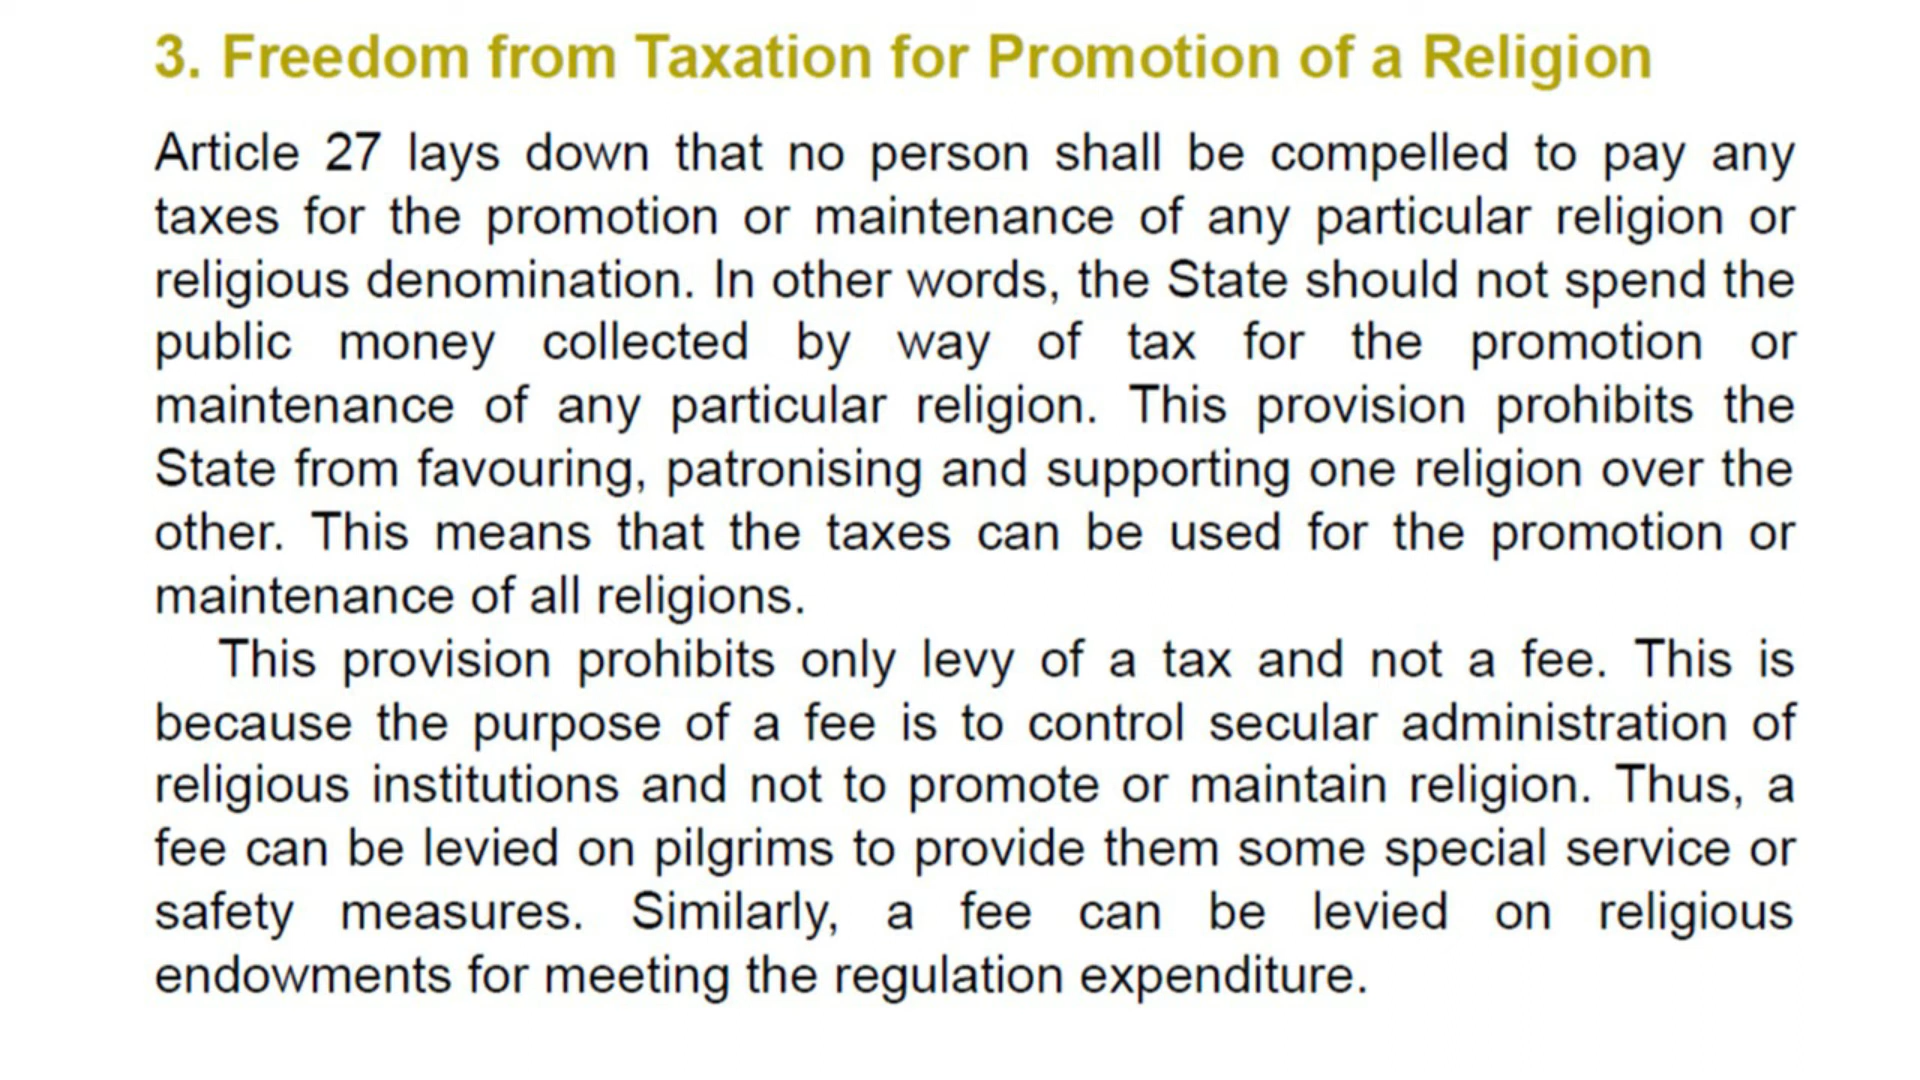 3. Freedom from Taxation for Promotion of a Religion
Article 27 lays down that no person shall be compelled to pay any
taxes for the promotion or maintenance of any particular religion or
religious denomination. In other words, the State should not spend the
public money collected by way of tax for the promotion or
maintenance of any particular religion. This provision prohibits the
State from favouring, patronising and supporting one religion over the
other. This means that the taxes can be used for the promotion or
maintenance of all religions.
This provision prohibits only levy of a tax and not a fee. This is
because the purpose of a fee is to control secular administration of
religious institutions and not to promote or maintain religion. Thus, a
fee can be levied on pilgrims to provide them some special service or
safety measures. Similarly, a fee can be levied on religious
endowments for meeting the regulation expenditure.